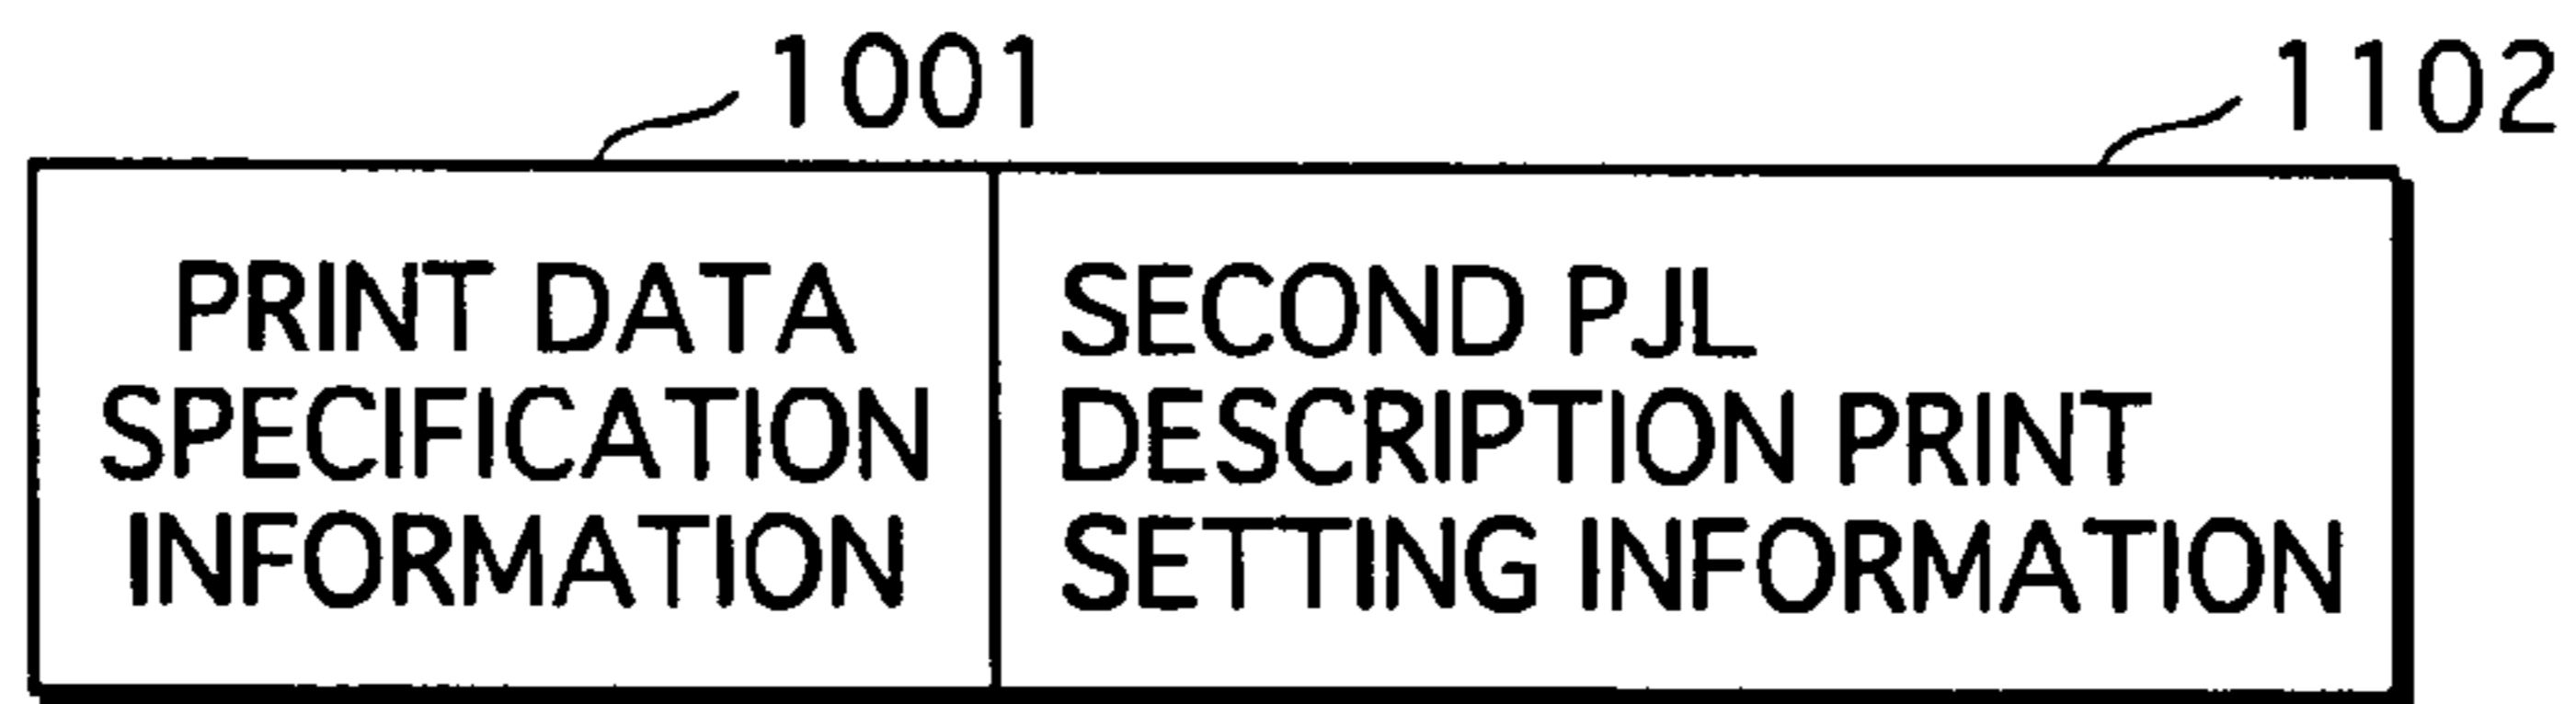 1001
1102
PRINT DATA
SPECIFICATION
INFORMATION
SECOND PJL
DESCRIPTION PRINT
SETTING INFORMATION